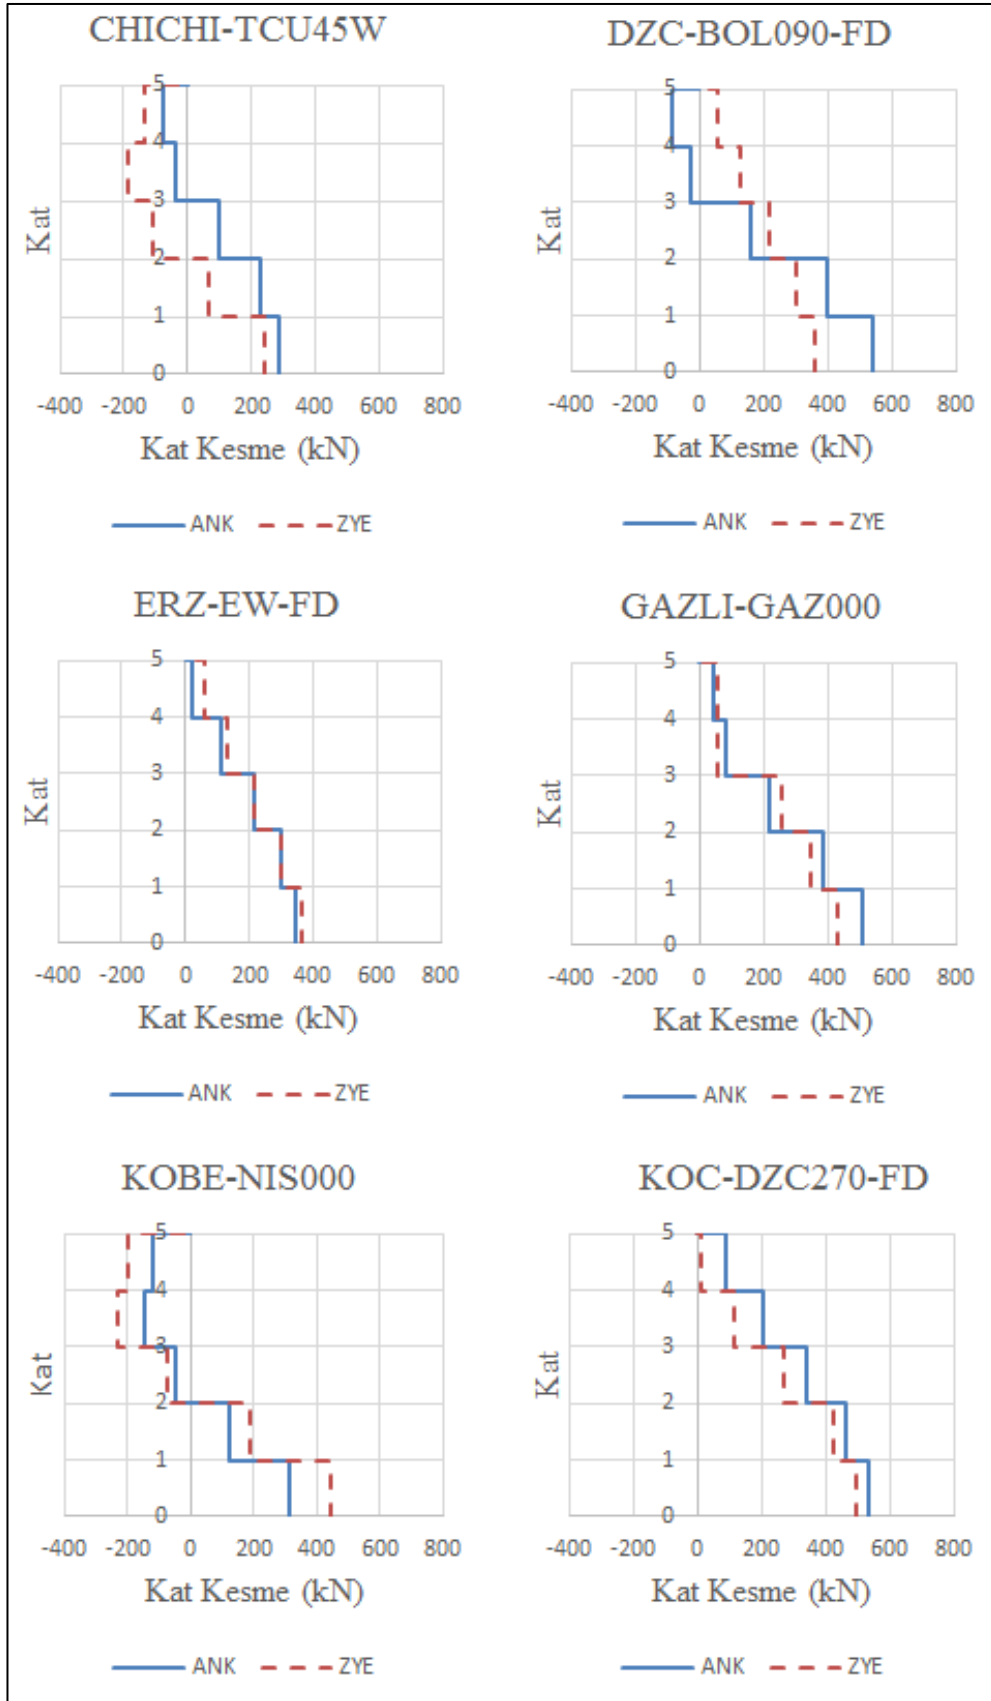 CHICHI-TCU45W
DZC-BOL090-FD
5
4
3
2
1
0
Kat
-400 -200 0 200 400 600 800
Kat Kesme (kN)
ANK ZYE
5
4
3
2
1
0
Kat
-400 -200 0 200 400 600 800
Kat Kesme (kN)
ANK ZYE
ERZ-EW-FD
GAZLI-GAZ000
5
4
3
2
1
0
Kat
-400 -200 0 200 400 600 800
Kat Kesme (kN)
ANK ZYE
5
4
3
2
1
0
Kat
-400 -200 0 200 400 600 800
Kat Kesme (kN)
ANK ZYE
KOBE-NIS000
KOC-DZC270-FD
5
4
3
2
1
0
Kat
-400 -200 0 200 400 600 800
Kat Kesme (kN)
ANK ZYE
5
4
3
2
1
0
Kat
-400 -200 0 200 400 600 800
Kat Kesme (kN)
ANK ZYE